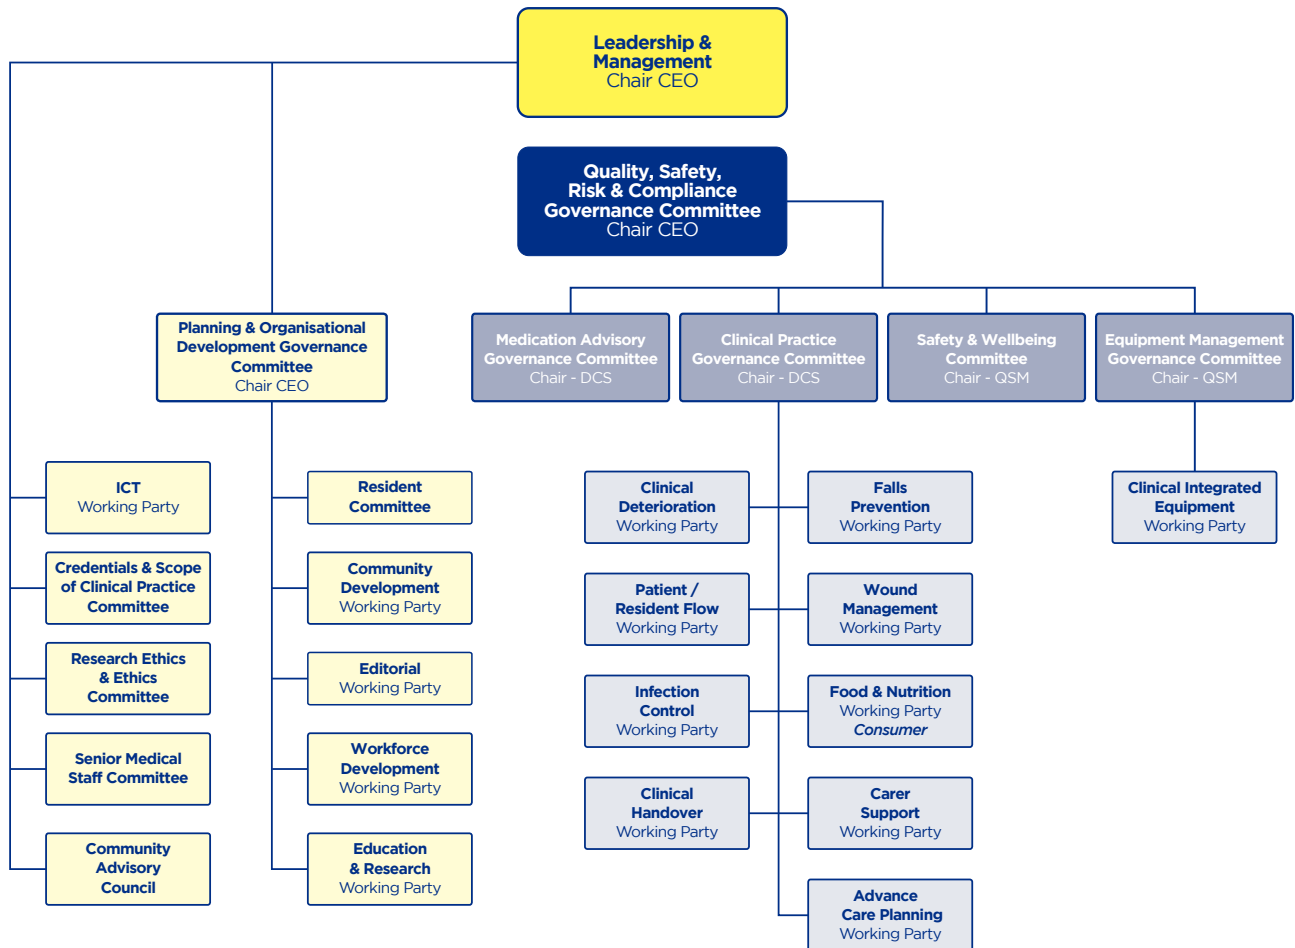 Leadership &
Management
Chair CEO
Quality, Safety,
Risk & Compliance
Governance Committee
Chair CEO
Planning & Organisational
Development Governance
Committee
Chair CEO
Medication Advisory
Governance Committee
Chair - DCS
Clinical Practice
Governance Committee
Chair - DCS
Safety & Wellbeing
Committee
Chair - QSM
Equipment Management
Governance Committee
Chair - QSM
ICT
Working Party
Credentials & Scope
of Clinical Practice
Committee
Research Ethics
& Ethics
Committee
Senior Medical
Staff Committee
Community
Advisory
Council
Resident
Committee
Community
Development
Working Party
Editorial
Working Party
Workforce
Development
Working Party
Education
& Research
Working Party
Clinical
Deterioration
Working Party
Falls
Prevention
Working Party
Patient /
Resident Flow
Working Party
Wound
Management
Working Party
Infection
Control
Working Party
Food & Nutrition
Working Party
Consumer
Clinical
Handover
Working Party
Carer
Support
Working Party
Advance
Care Planning
Working Party
Clinical Integrated
Equipment
Working Party